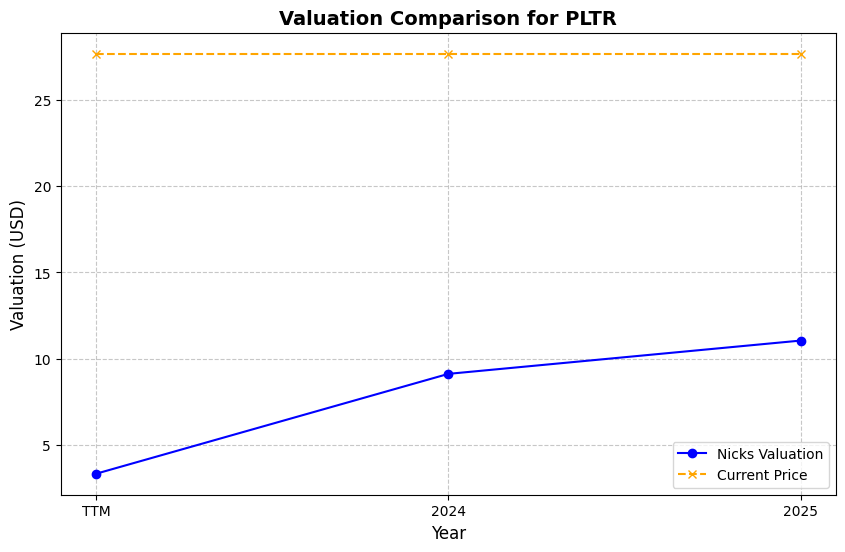 Valuation Comparison for PLTR
Valuation (USD)
25
20
15
10
5
TTM
2024
2025
Year
Nicks Valuation
Current Price